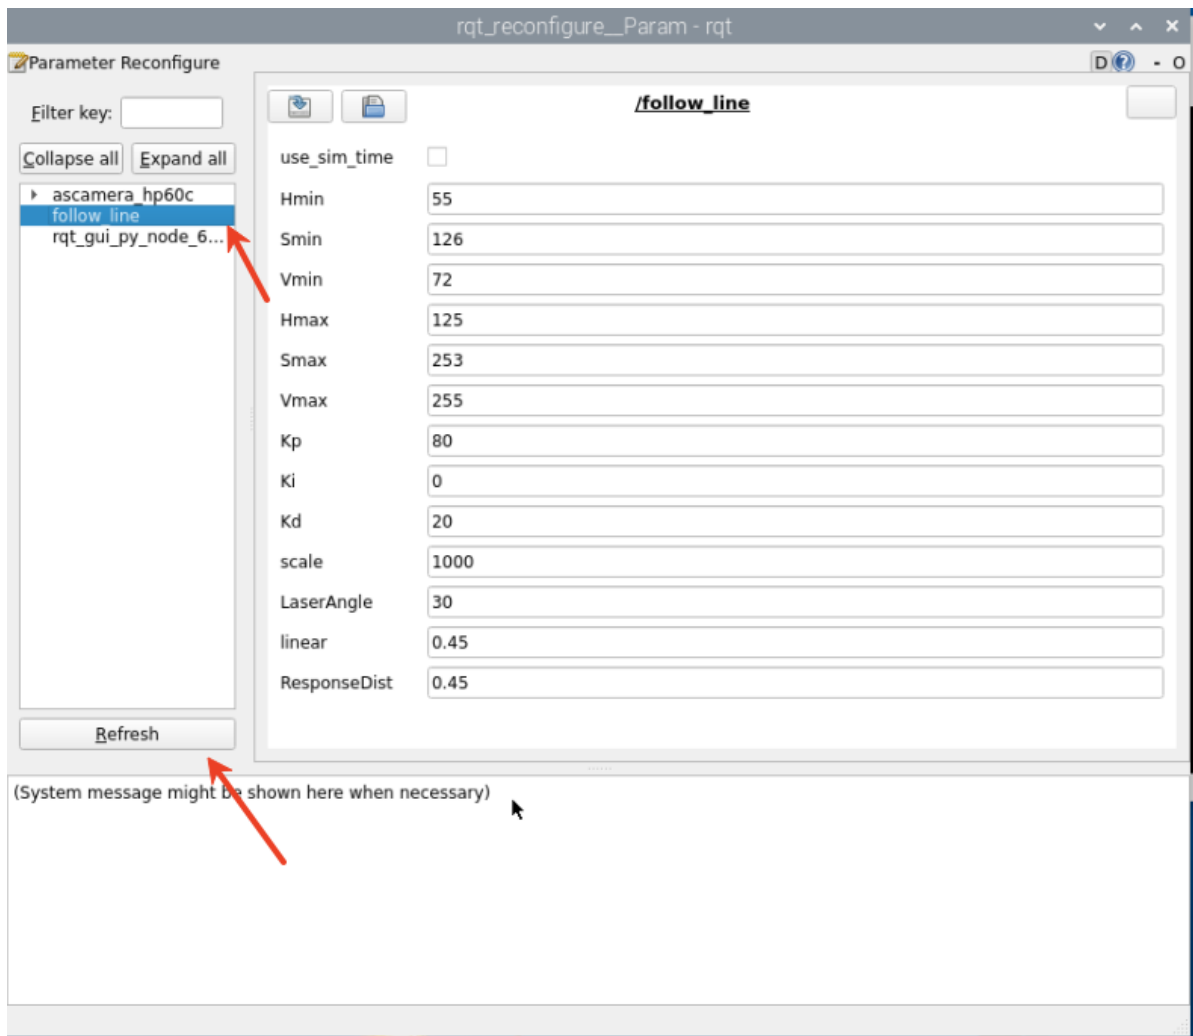 rqt_reconfigure__Param - rqt
Parameter Reconfigure
D - O
Filter key:
Collapse all Expand all
ascamera_hp60c
follow_line
rqt_gui_py_node_6...
Refresh
/follow_line
use_sim_time
Hmin 55
Smin 126
Vmin 72
Hmax 125
Smax 253
Vmax 255
Kp 80
Ki 0
Kd 20
scale 1000
LaserAngle 30
linear 0.45
ResponseDist 0.45
(System message might be shown here when necessary)